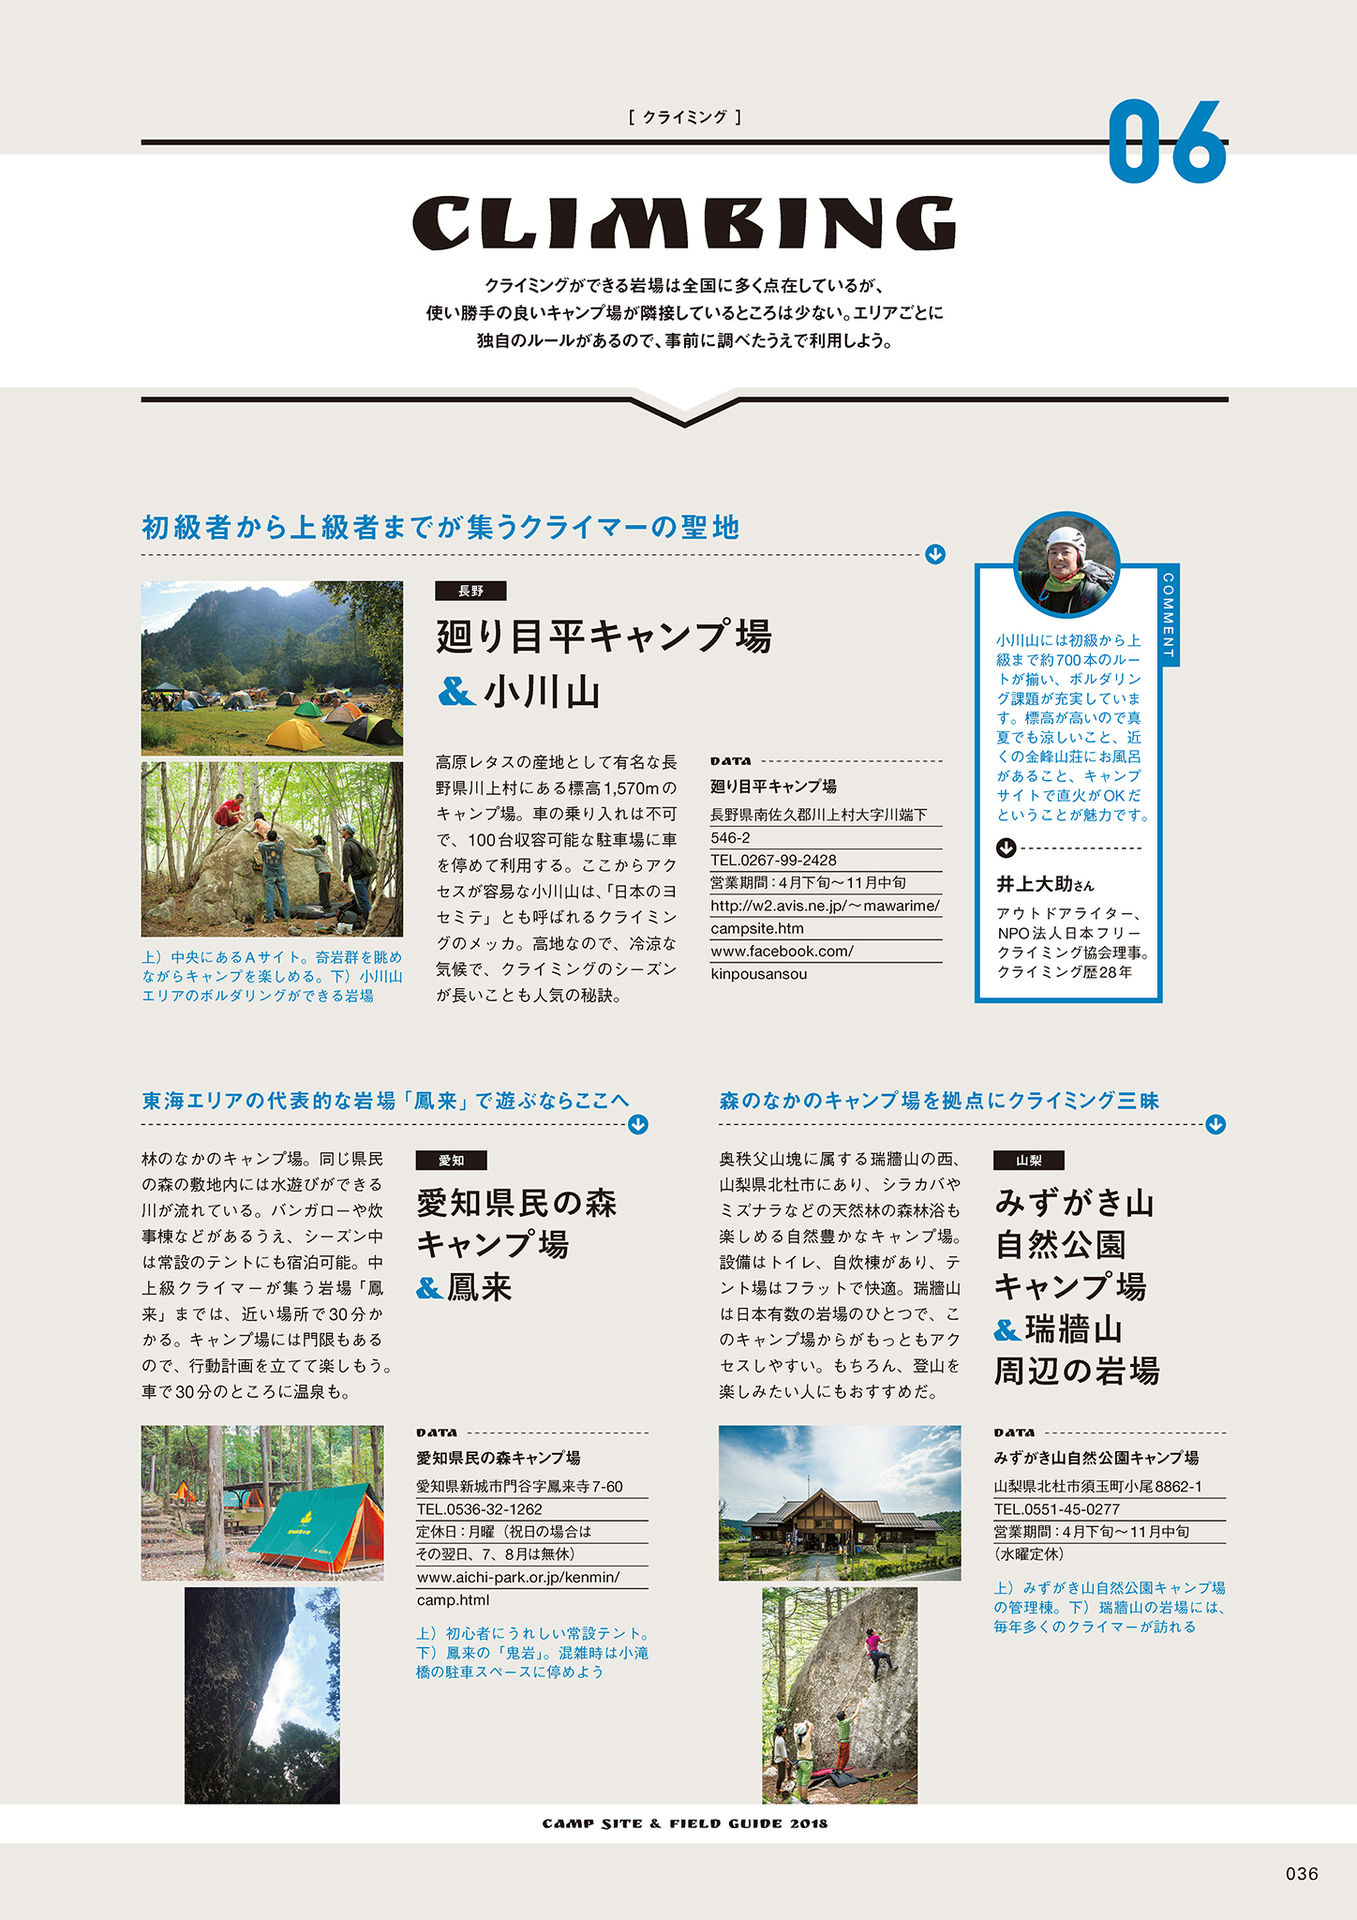 [ クライミング ]
06
CLIMBING
クライミングができる岩場は全国に多く点在しているが、
使い勝手の良いキャンプ場が隣接しているところは少ない。エリアごとに
独自のルールがあるので、事前に調べたうえで利用しよう。
初級者から上級者までが集うクライマーの聖地
長野
廻り目平キャンプ場
&小川山
高原レタスの産地として有名な長
野県川上村にある標高1,570mの
キャンプ場。車の乗り入れは不可
で、100台収容可能な駐車場に車
を停めて利用する。ここからアク
セスが容易な小川山は、「日本のヨ
セミテ」とも呼ばれるクライミン
グのメッカ。高地なので、冷涼な
気候で、クライミングのシーズン
が長いことも人気の秘訣。
上）中央にあるAサイト。奇岩群を眺め
ながらキャンプを楽しめる。下）小川山
エリアのボルダリングができる岩場
DATA
廻り目平キャンプ場
長野県南佐久郡川上村大字川端下
546-2
TEL.0267-99-2428
営業期間：4月下旬〜11月中旬
http://w2.avis.ne.jp/〜mawarime/
campsite.htm
www.facebook.com/
kinpousansou
COMMENT
小川山には初級から上
級まで約700本のルー
トが揃い、ボルダリン
グ課題が充実していま
す。標高が高いので真
夏でも涼しいこと、近
くの金峰山荘にお風呂
があること、キャンプ
サイトで直火がOKだ
ということが魅力です。
井上大助さん
アウトドアライター、
NPO法人日本フリー
クライミング協会理事。
クライミング歴28年
東海エリアの代表的な岩場「鳳来」で遊ぶならここへ
林のなかのキャンプ場。同じ県民
の森の敷地内には水遊びができる
川が流れている。バンガローや炊
事棟などがあるうえ、シーズン中
は常設のテントにも宿泊可能。中
上級クライマーが集う岩場「鳳
来」までは、近い場所で30分か
かる。キャンプ場には門限もある
ので、行動計画を立てて楽しもう。
車で30分のところに温泉も。
愛知
愛知県民の森
キャンプ場
&鳳来
DATA
愛知県民の森キャンプ場
愛知県新城市門谷字鳳来寺7-60
TEL.0536-32-1262
定休日：月曜（祝日の場合は
その翌日、7、8月は無休）
www.aichi-park.or.jp/kenmin/
camp.html
上）初心者にうれしい常設テント。
下）鳳来の「鬼岩」。混雑時は小滝
橋の駐車スペースに停めよう
森のなかのキャンプ場を拠点にクライミング三昧
奥秩父山塊に属する瑞牆山の西、
山梨県北杜市にあり、シラカバや
ミズナラなどの天然林の森林浴も
楽しめる自然豊かなキャンプ場。
設備はトイレ、自炊棟があり、テ
ント場はフラットで快適。瑞牆山
は日本有数の岩場のひとつで、こ
のキャンプ場からがもっともアク
セスしやすい。もちろん、登山を
楽しみたい人にもおすすめだ。
山梨
みずがき山
自然公園
キャンプ場
&瑞牆山
周辺の岩場
DATA
みずがき山自然公園キャンプ場
山梨県北杜市須玉町小尾8862-1
TEL.0551-45-0277
営業期間：4月下旬〜11月中旬
（水曜定休）
上）みずがき山自然公園キャンプ場
の管理棟。下）瑞牆山の岩場には、
毎年多くのクライマーが訪れる
CAMP SITE & FIELD GUIDE 2018
036